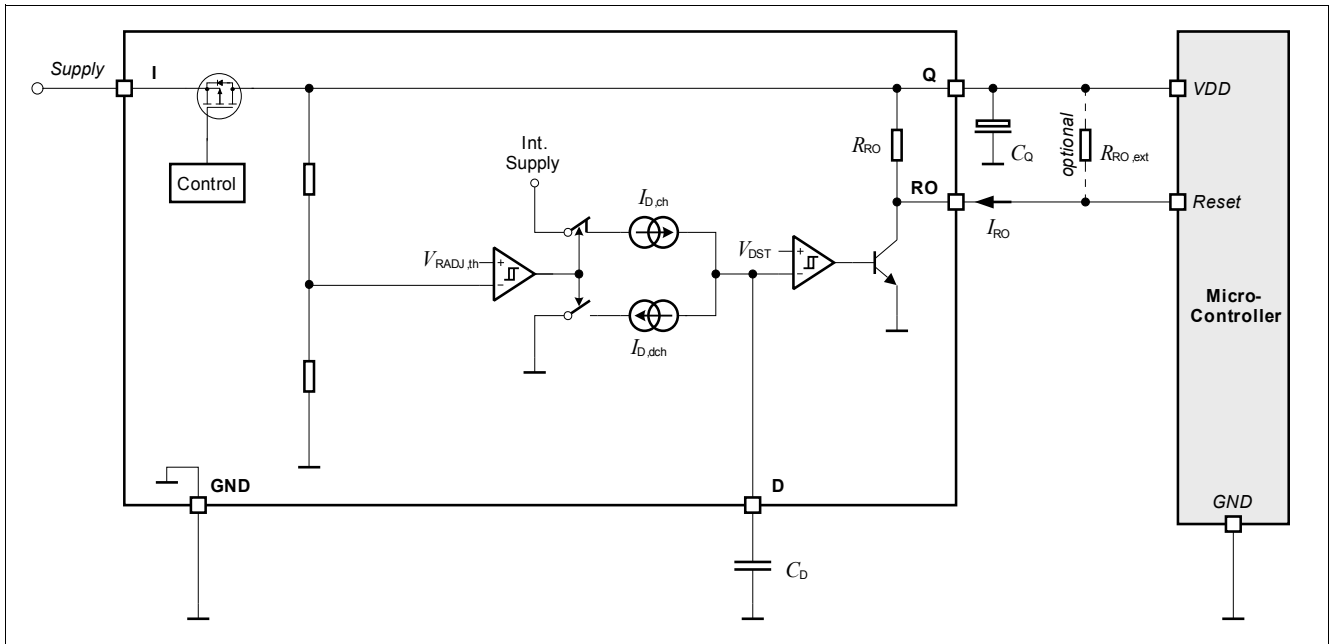 Supply
I
Q
VDD
Int.
Supply
RRO
CQ
optional
RRO,ext
Control
ID,ch
RO
Reset
IRO
VRADJ,th
+
−
VDST
+
−
Micro-
Controller
ID,dch
GND
D
GND
CD